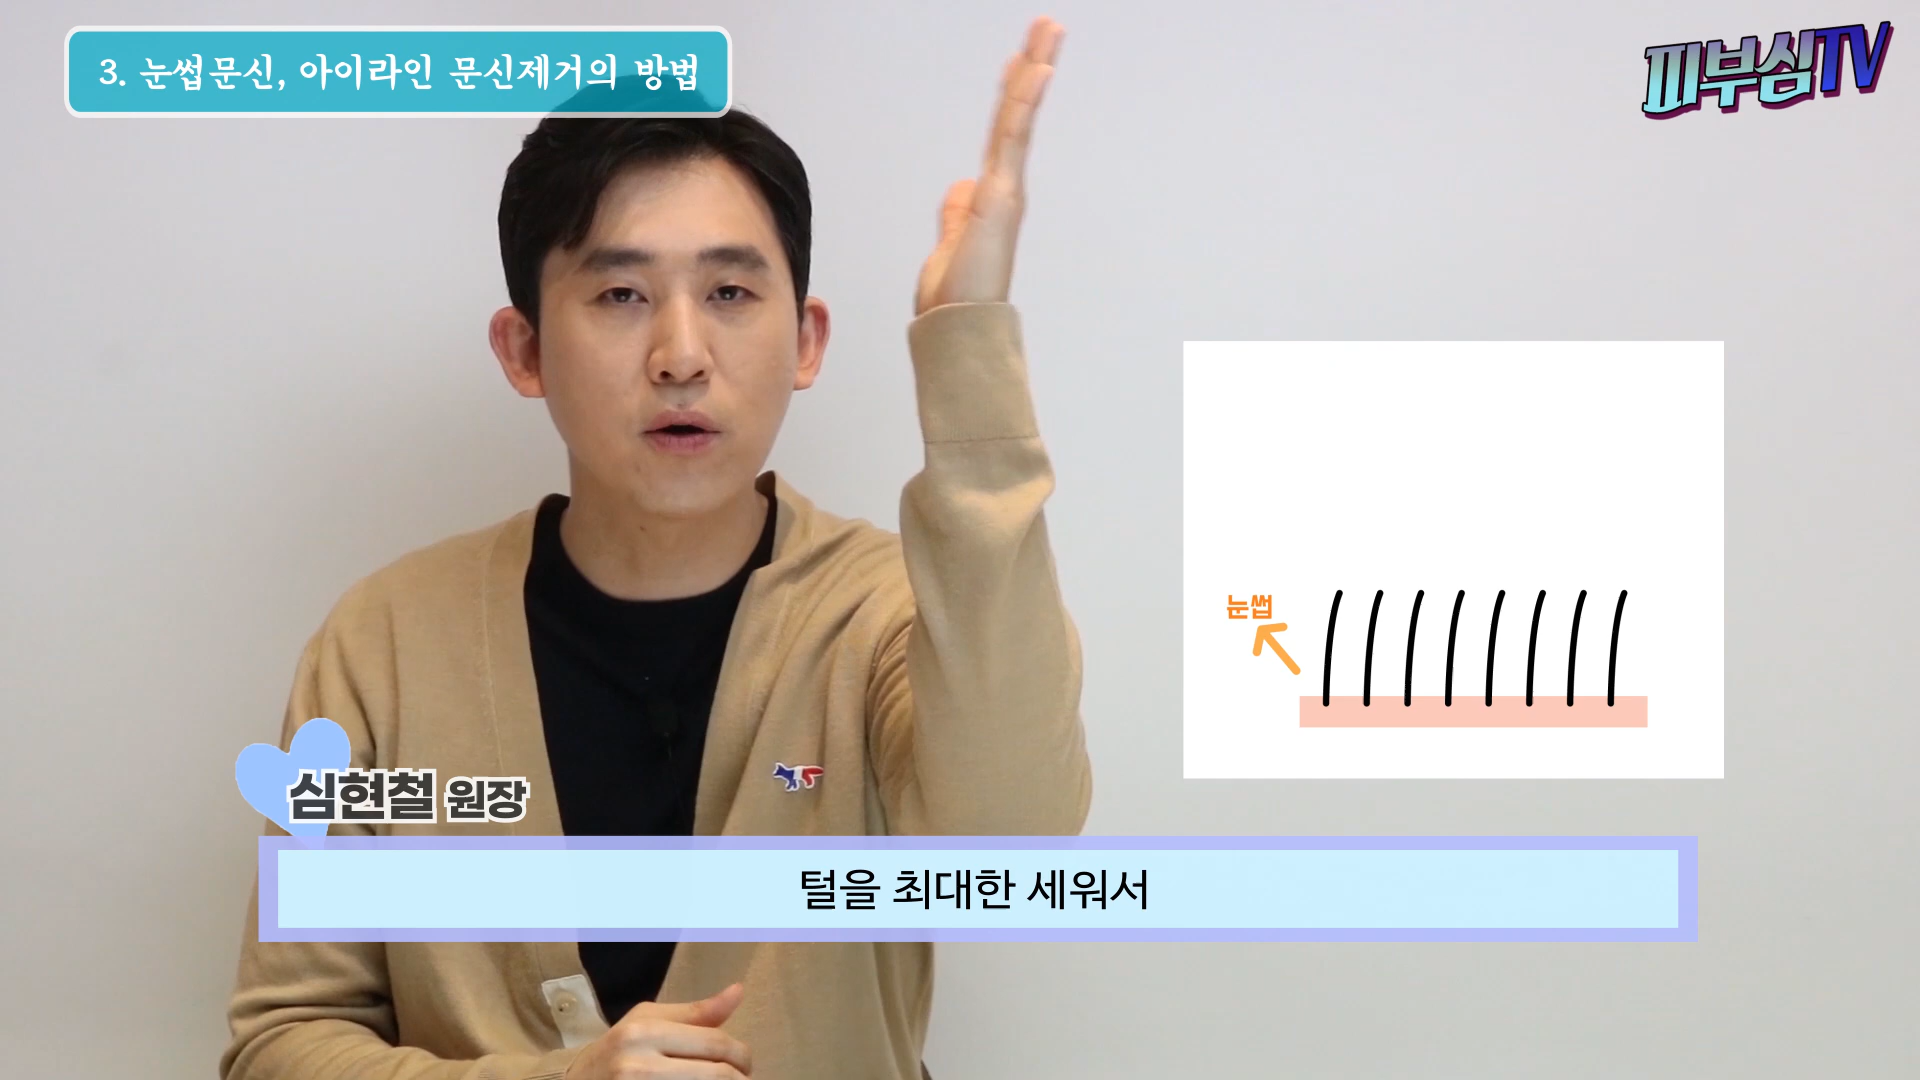 3. 눈썹문신, 아이라인 문신제거의 방법
피부심TV
눈썹
심현철 원장
털을 최대한 세워서